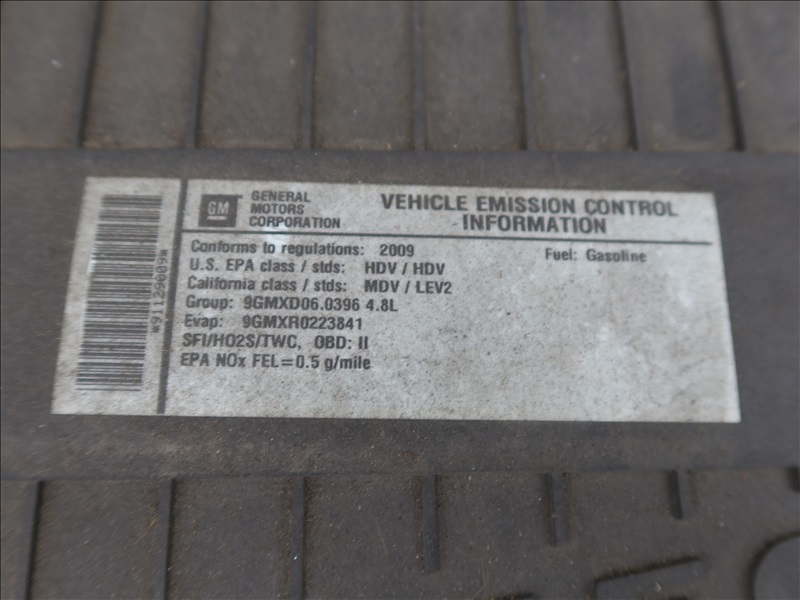 GM
GENERAL
MOTORS
CORPORATION
VEHICLE EMISSION CONTROL
INFORMATION
Conforms to regulations: 2009
Fuel: Gasoline
U.S. EPA class / stds: HDV / HDV
California class / stds: MDV / LEV2
Group: 9GMXD06.0396 4.8L
Evap: 9GMXR0223841
SFI/HO2S/TWC, OBD: II
EPA NOx FEL=0.5 g/mile
*91129009*